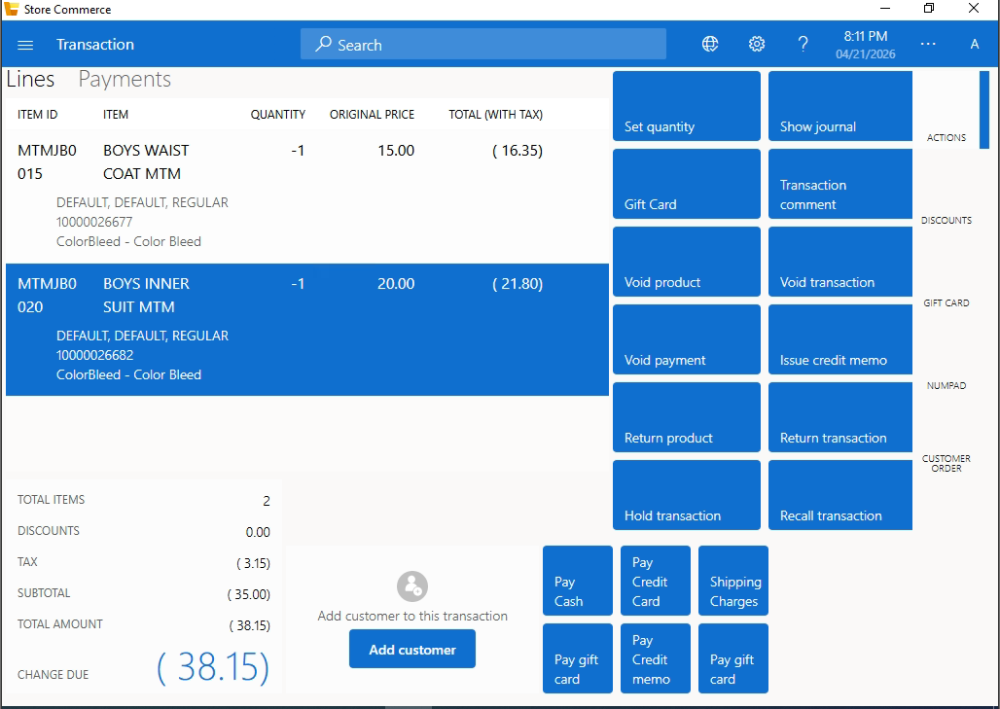 Store Commerce
Transaction
Search
8:11 PM
04/21/2026
?
...
A
Lines Payments
ITEM ID ITEM QUANTITY ORIGINAL PRICE TOTAL (WITH TAX)
MTMJB0 BOYS WAIST -1 15.00 ( 16.35)
015 COAT MTM
DEFAULT, DEFAULT, REGULAR
10000026677
ColorBleed - Color Bleed
MTMJB0 BOYS INNER -1 20.00 ( 21.80)
020 SUIT MTM
DEFAULT, DEFAULT, REGULAR
10000026682
ColorBleed - Color Bleed
TOTAL ITEMS 2
DISCOUNTS 0.00
TAX ( 3.15)
SUBTOTAL ( 35.00)
TOTAL AMOUNT ( 38.15)
CHANGE DUE ( 38.15)
Add customer to this transaction
Add customer
Set quantity
Show journal
Gift Card
Transaction
comment
Void product
Void transaction
Void payment
Issue credit memo
Return product
Return transaction
Hold transaction
Recall transaction
ACTIONS
DISCOUNTS
GIFT CARD
NUMPAD
CUSTOMER
ORDER
Pay
Cash
Pay
Credit
Card
Shipping
Charges
Pay gift
card
Pay
Credit
memo
Pay gift
card